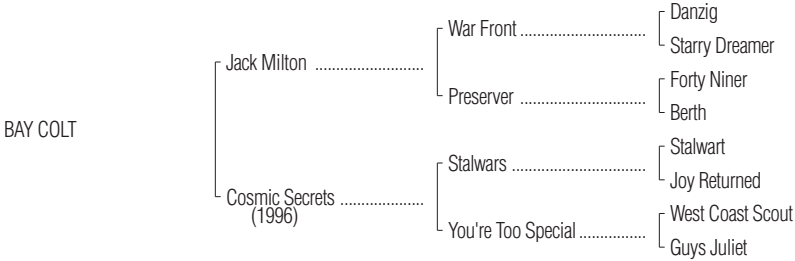 Danzig
War Front ..............................
Starry Dreamer
Jack Milton ..........................
Forty Niner
Preserver ..............................
Berth
BAY COLT
Stalwart
Stalwars ................................
Joy Returned
Cosmic Secrets ....................
(1996)
West Coast Scout
You're Too Special ................
Guys Juliet